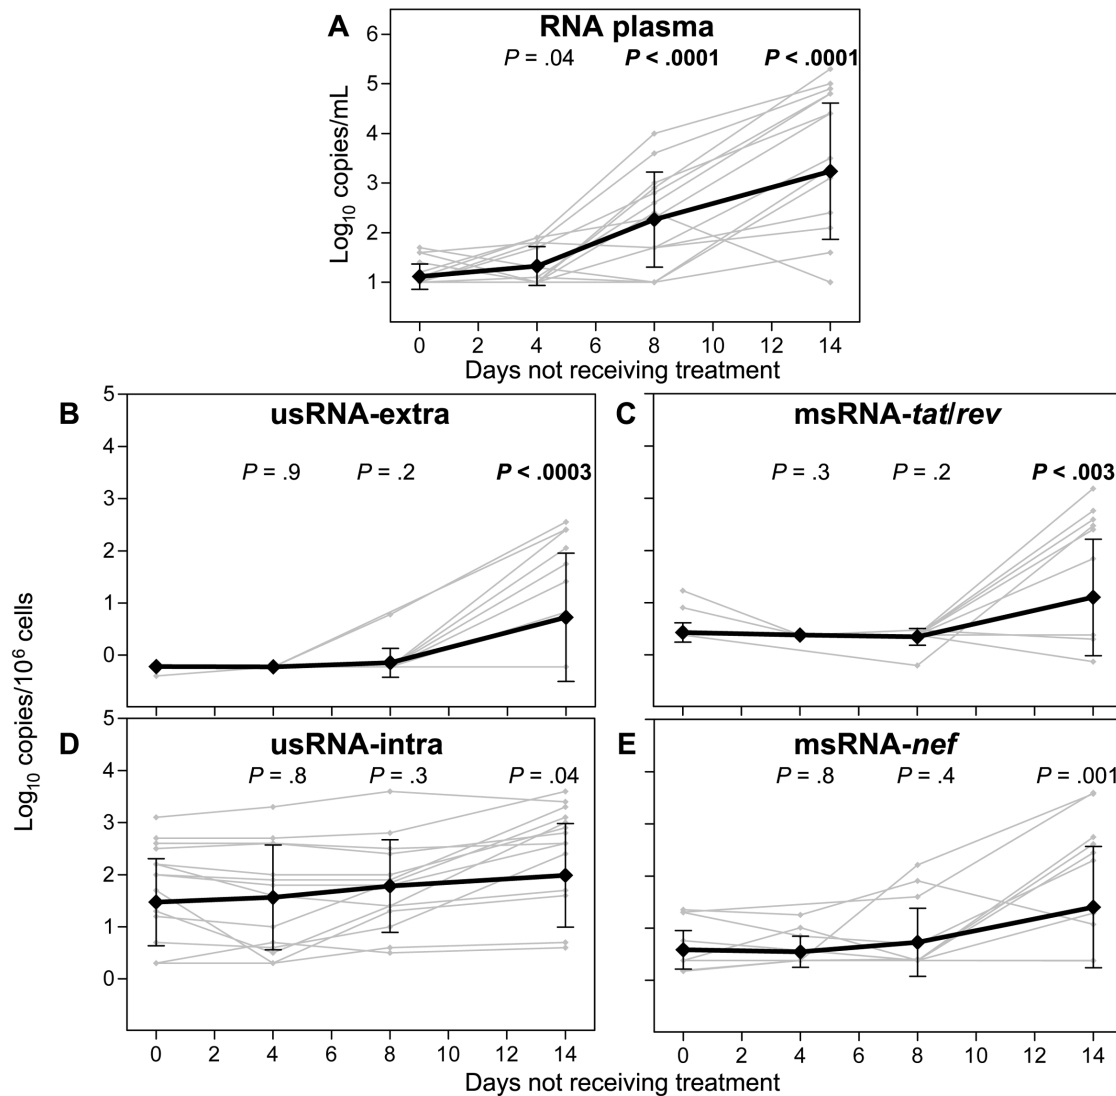 A RNA plasma
P = .04 P < .0001 P < .0001
Log10 copies/mL
6
5
4
3
2
1
0 2 4 6 8 10 12 14
Days not receiving treatment
B usRNA-extra
P = .9 P = .2 P < .0003
5
4
3
2
1
0
C msRNA-tat/rev
P = .3 P = .2 P < .003
Log10 copies/10^6 cells
D usRNA-intra
P = .8 P = .3 P = .04
5
4
3
2
1
0
0 2 4 6 8 10 12 14
E msRNA-nef
P = .8 P = .4 P = .001
0 2 4 6 8 10 12 14
Days not receiving treatment